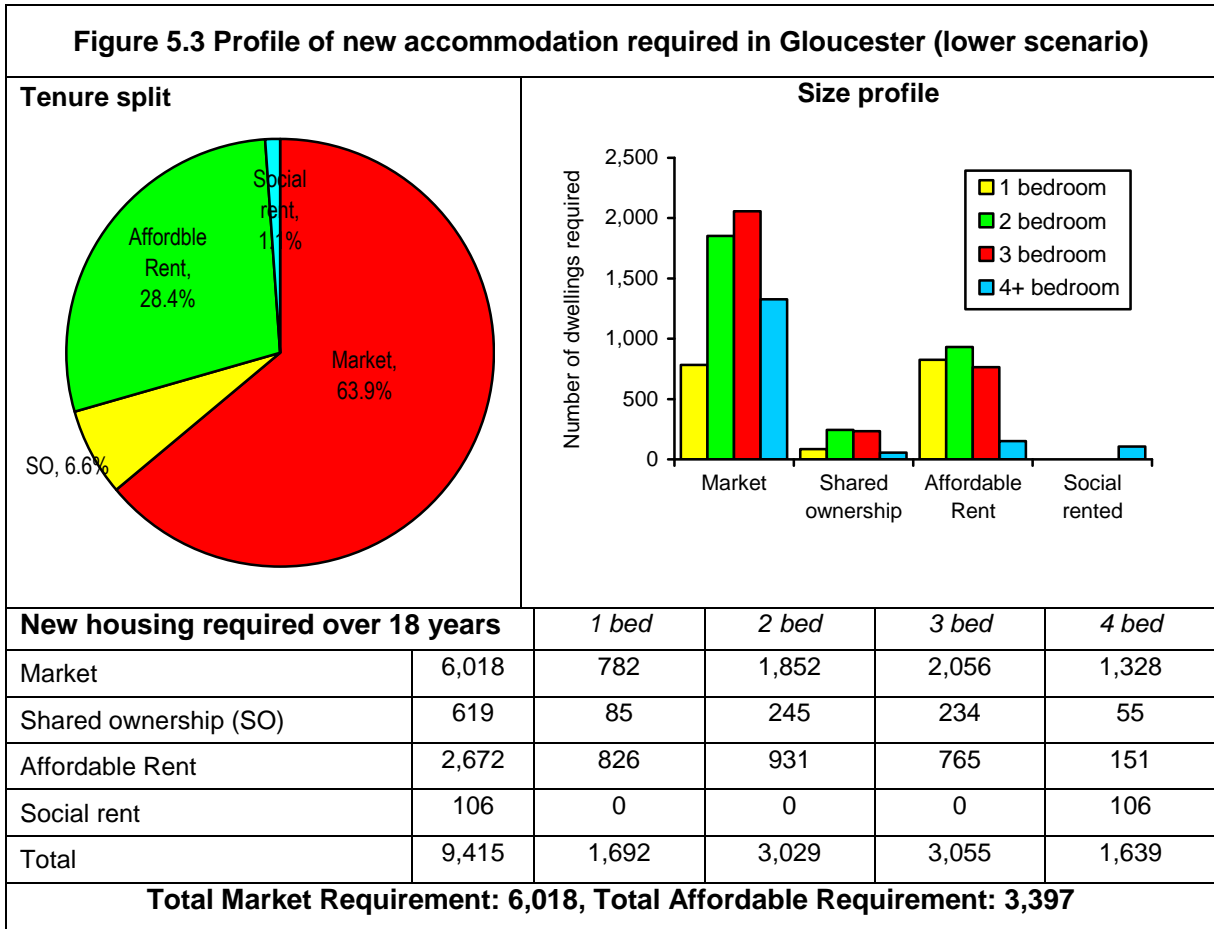 Figure 5.3 Profile of new accommodation required in Gloucester (lower scenario)
Tenure split
Social
rent,
1.1%
Affordble
Rent,
28.4%
Market,
63.9%
SO, 6.6%
Size profile
Number of dwellings required
2,500
2,000
1,500
1,000
500
0
1 bedroom
2 bedroom
3 bedroom
4+ bedroom
Market
Shared
ownership
Affordable
Rent
Social
rented
New housing required over 18 years 1 bed 2 bed 3 bed 4 bed
Market 6,018 782 1,852 2,056 1,328
Shared ownership (SO) 619 85 245 234 55
Affordable Rent 2,672 826 931 765 151
Social rent 106 0 0 0 106
Total 9,415 1,692 3,029 3,055 1,639
Total Market Requirement: 6,018, Total Affordable Requirement: 3,397